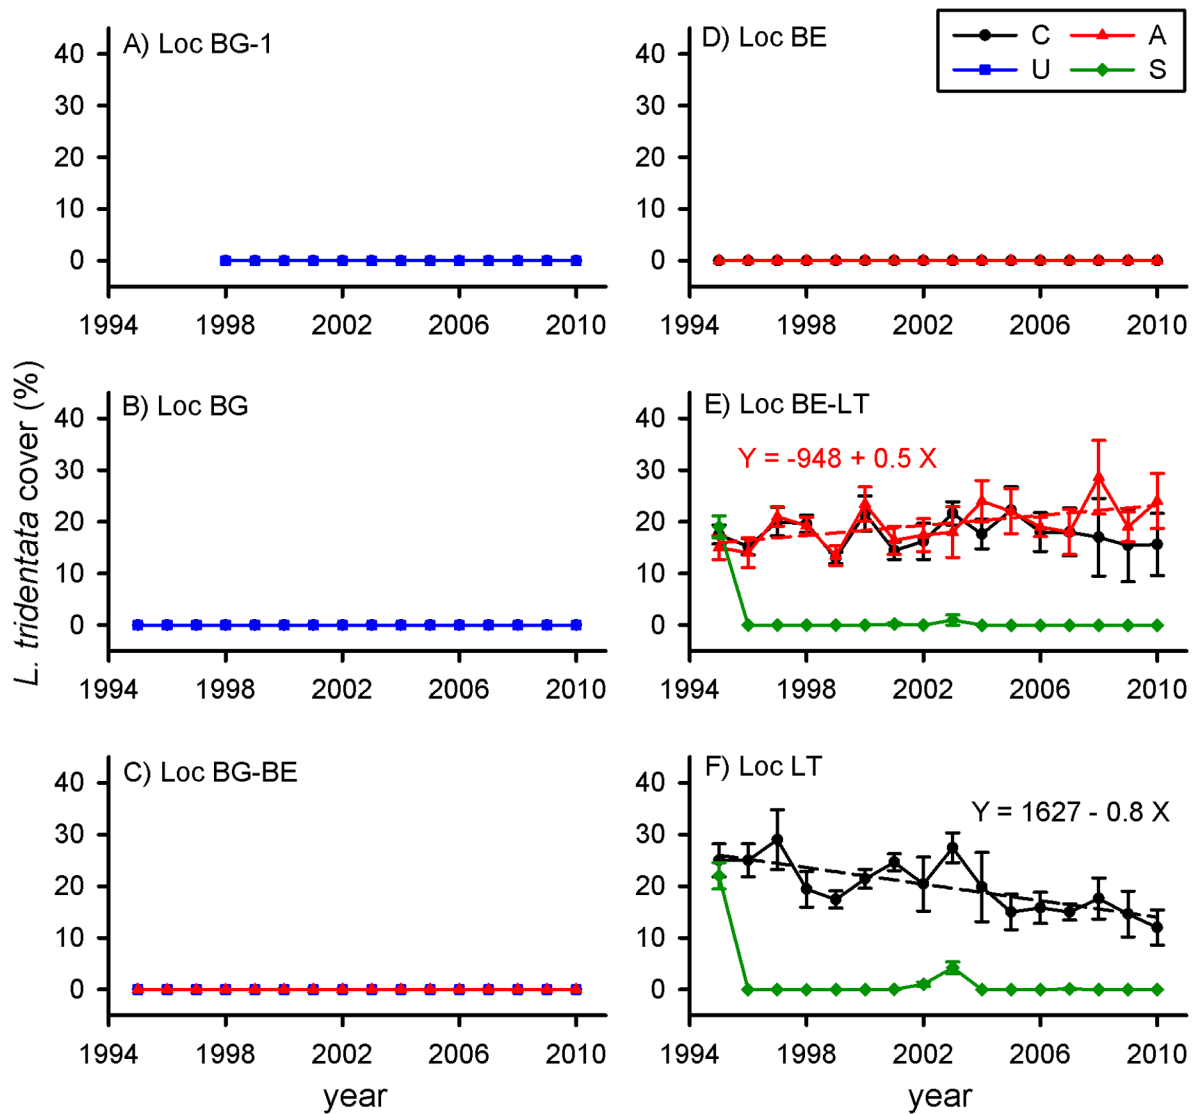 A) Loc BG-1
40
30
20
10
0
1994 1998 2002 2006 2010
D) Loc BE
C A
U S
40
30
20
10
0
1994 1998 2002 2006 2010
L. tridentata cover (%)
B) Loc BG
40
30
20
10
0
1994 1998 2002 2006 2010
E) Loc BE-LT
Y = -948 + 0.5 X
40
30
20
10
0
1994 1998 2002 2006 2010
C) Loc BG-BE
40
30
20
10
0
1994 1998 2002 2006 2010
year
F) Loc LT
Y = 1627 - 0.8 X
40
30
20
10
0
1994 1998 2002 2006 2010
year